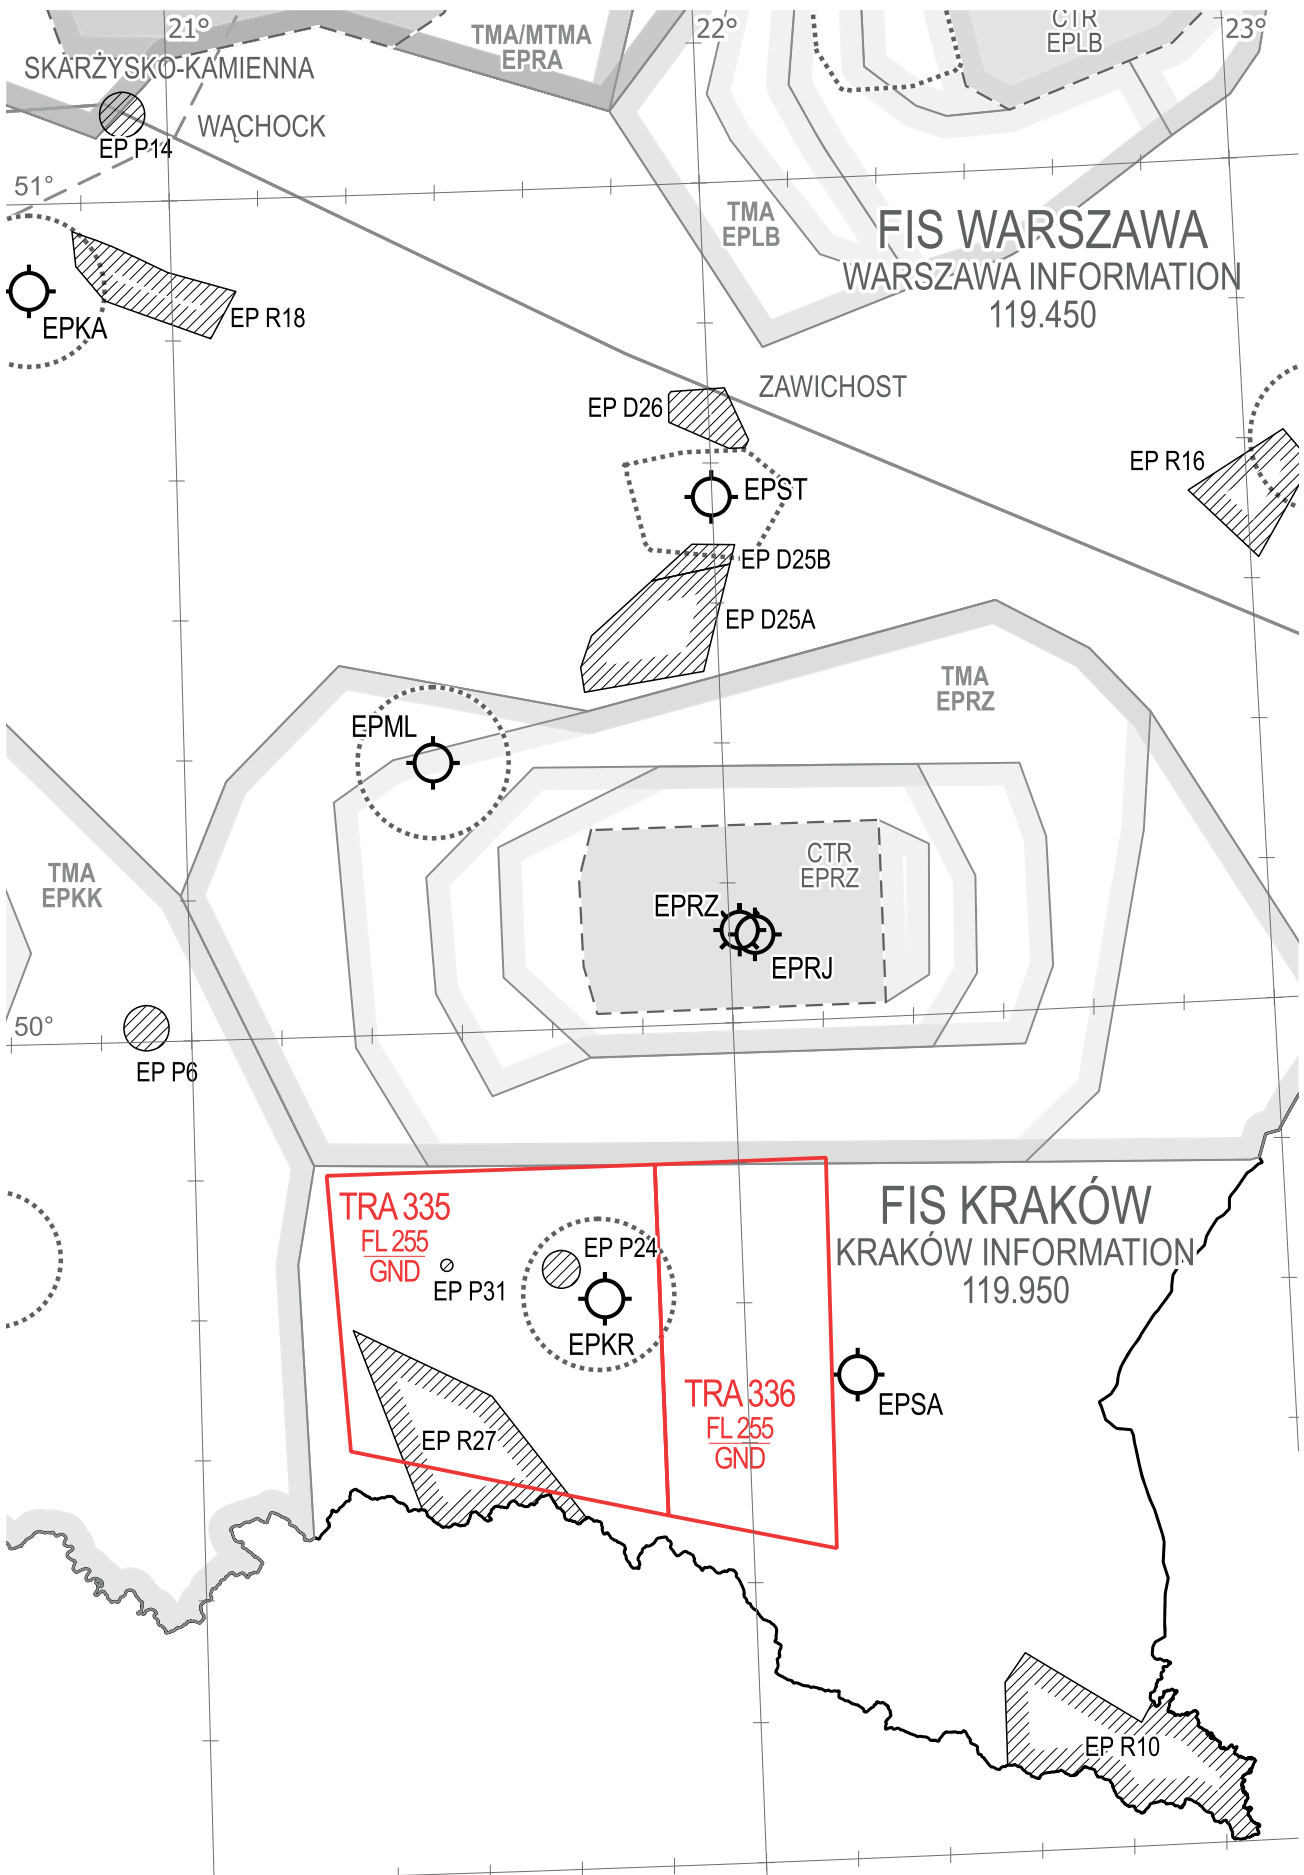 21°
TMA/MTMA
EPRA
22°
CTR
EPLB
23°
SKARŻYSKO-KAMIENNA
WĄCHOCK
EP P14
51°
TMA
EPLB
FIS WARSZAWA
WARSZAWA INFORMATION
119.450
EPKA
EP R18
ZAWICHOST
EP D26
EP R16
EPST
EP D25B
EP D25A
TMA
EPRZ
EPML
TMA
EPKK
CTR
EPRZ
EPRZ
EPRJ
50°
EP P6
TRA 335
FL 255
GND
EP P31
EP P24
EPKR
FIS KRAKÓW
KRAKÓW INFORMATION
119.950
TRA 336
FL 255
GND
EPSA
EP R27
EP R10